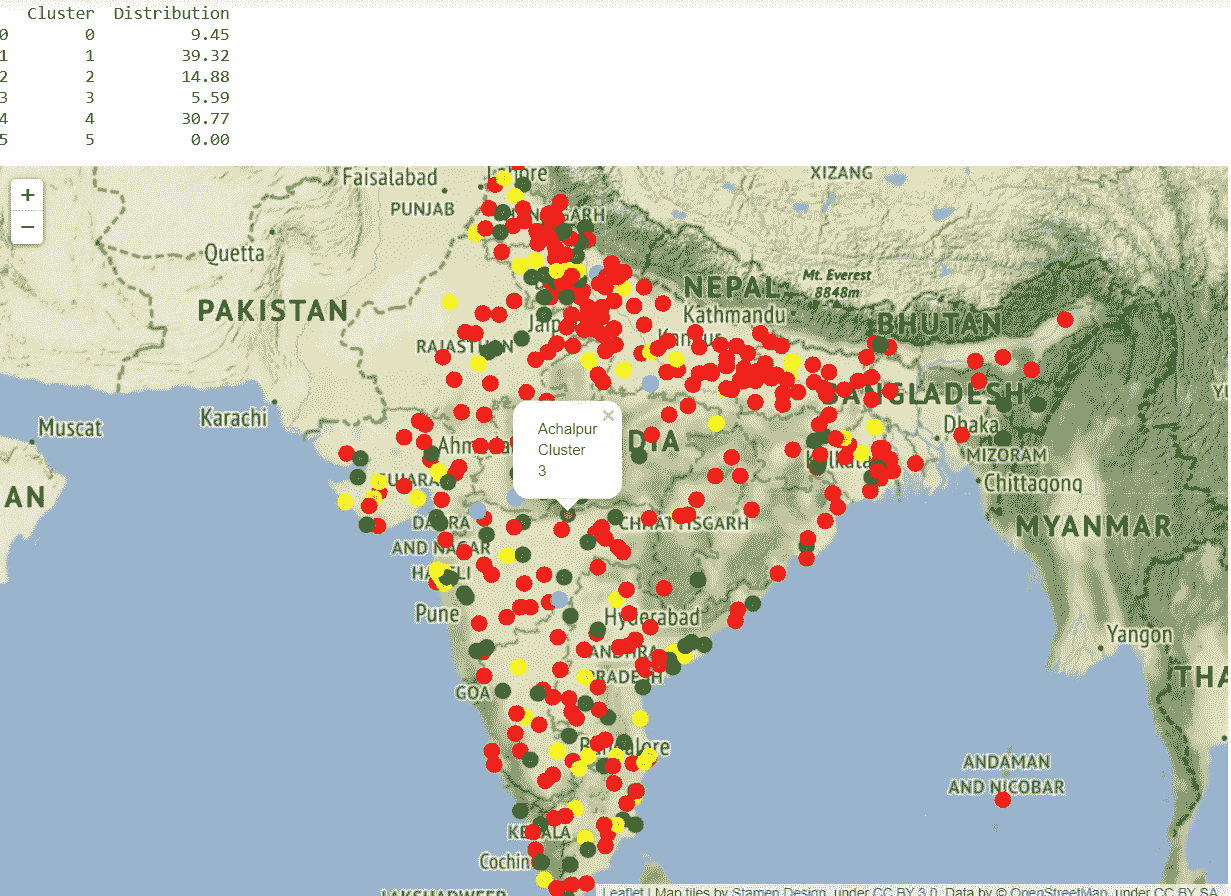 Cluster Distribution
0 0 9.45
1 1 39.32
2 2 14.88
3 3 5.59
4 4 30.77
5 5 0.00
+
−
Faisalabad
Lahore
XIZANG
PUNJAB
Quetta
Mt. Everest
8848m
NEPAL
PAKISTAN
Kathmandu
BHUTAN
Kanpur
RAJASTHAN
BANGLADESH
Karachi
Muscat
Achalpur
Cluster
3
×
Dhaka
DIA
Kolkata
MIZORAM
GUJARA
Chittagong
AN
DADRA
AND NAGAR
HAVELI
CHHATTISGARH
MYANMAR
Pune
Hyderabad
Yangon
ANDHRA
PRADESH
THA
GOA
Bangalore
ANDAMAN
AND NICOBAR
KERALA
Cochin
LAKSHADWEEP
Leaflet | Map tiles by Stamen Design, under CC BY 3.0. Data by © OpenStreetMap, under CC BY SA.